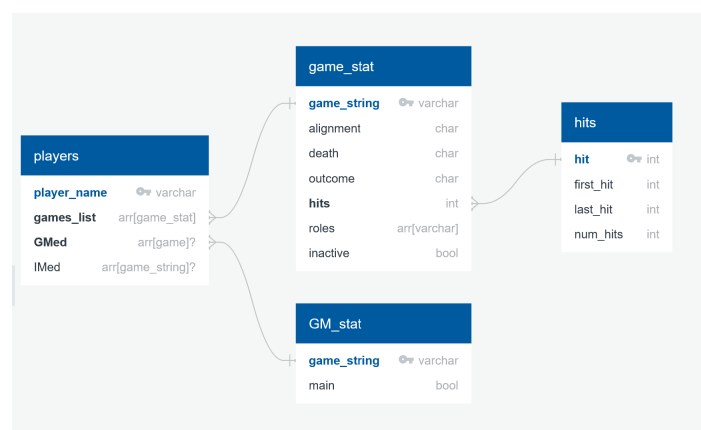 players
player_name varchar
games_list arr[game_stat]
GMed arr[game]?
IMed arr[game_string]?
game_stat
game_string varchar
alignment char
death char
outcome char
hits int
roles arr[varchar]
inactive bool
GM_stat
game_string varchar
main bool
hits
hit int
first_hit int
last_hit int
num_hits int